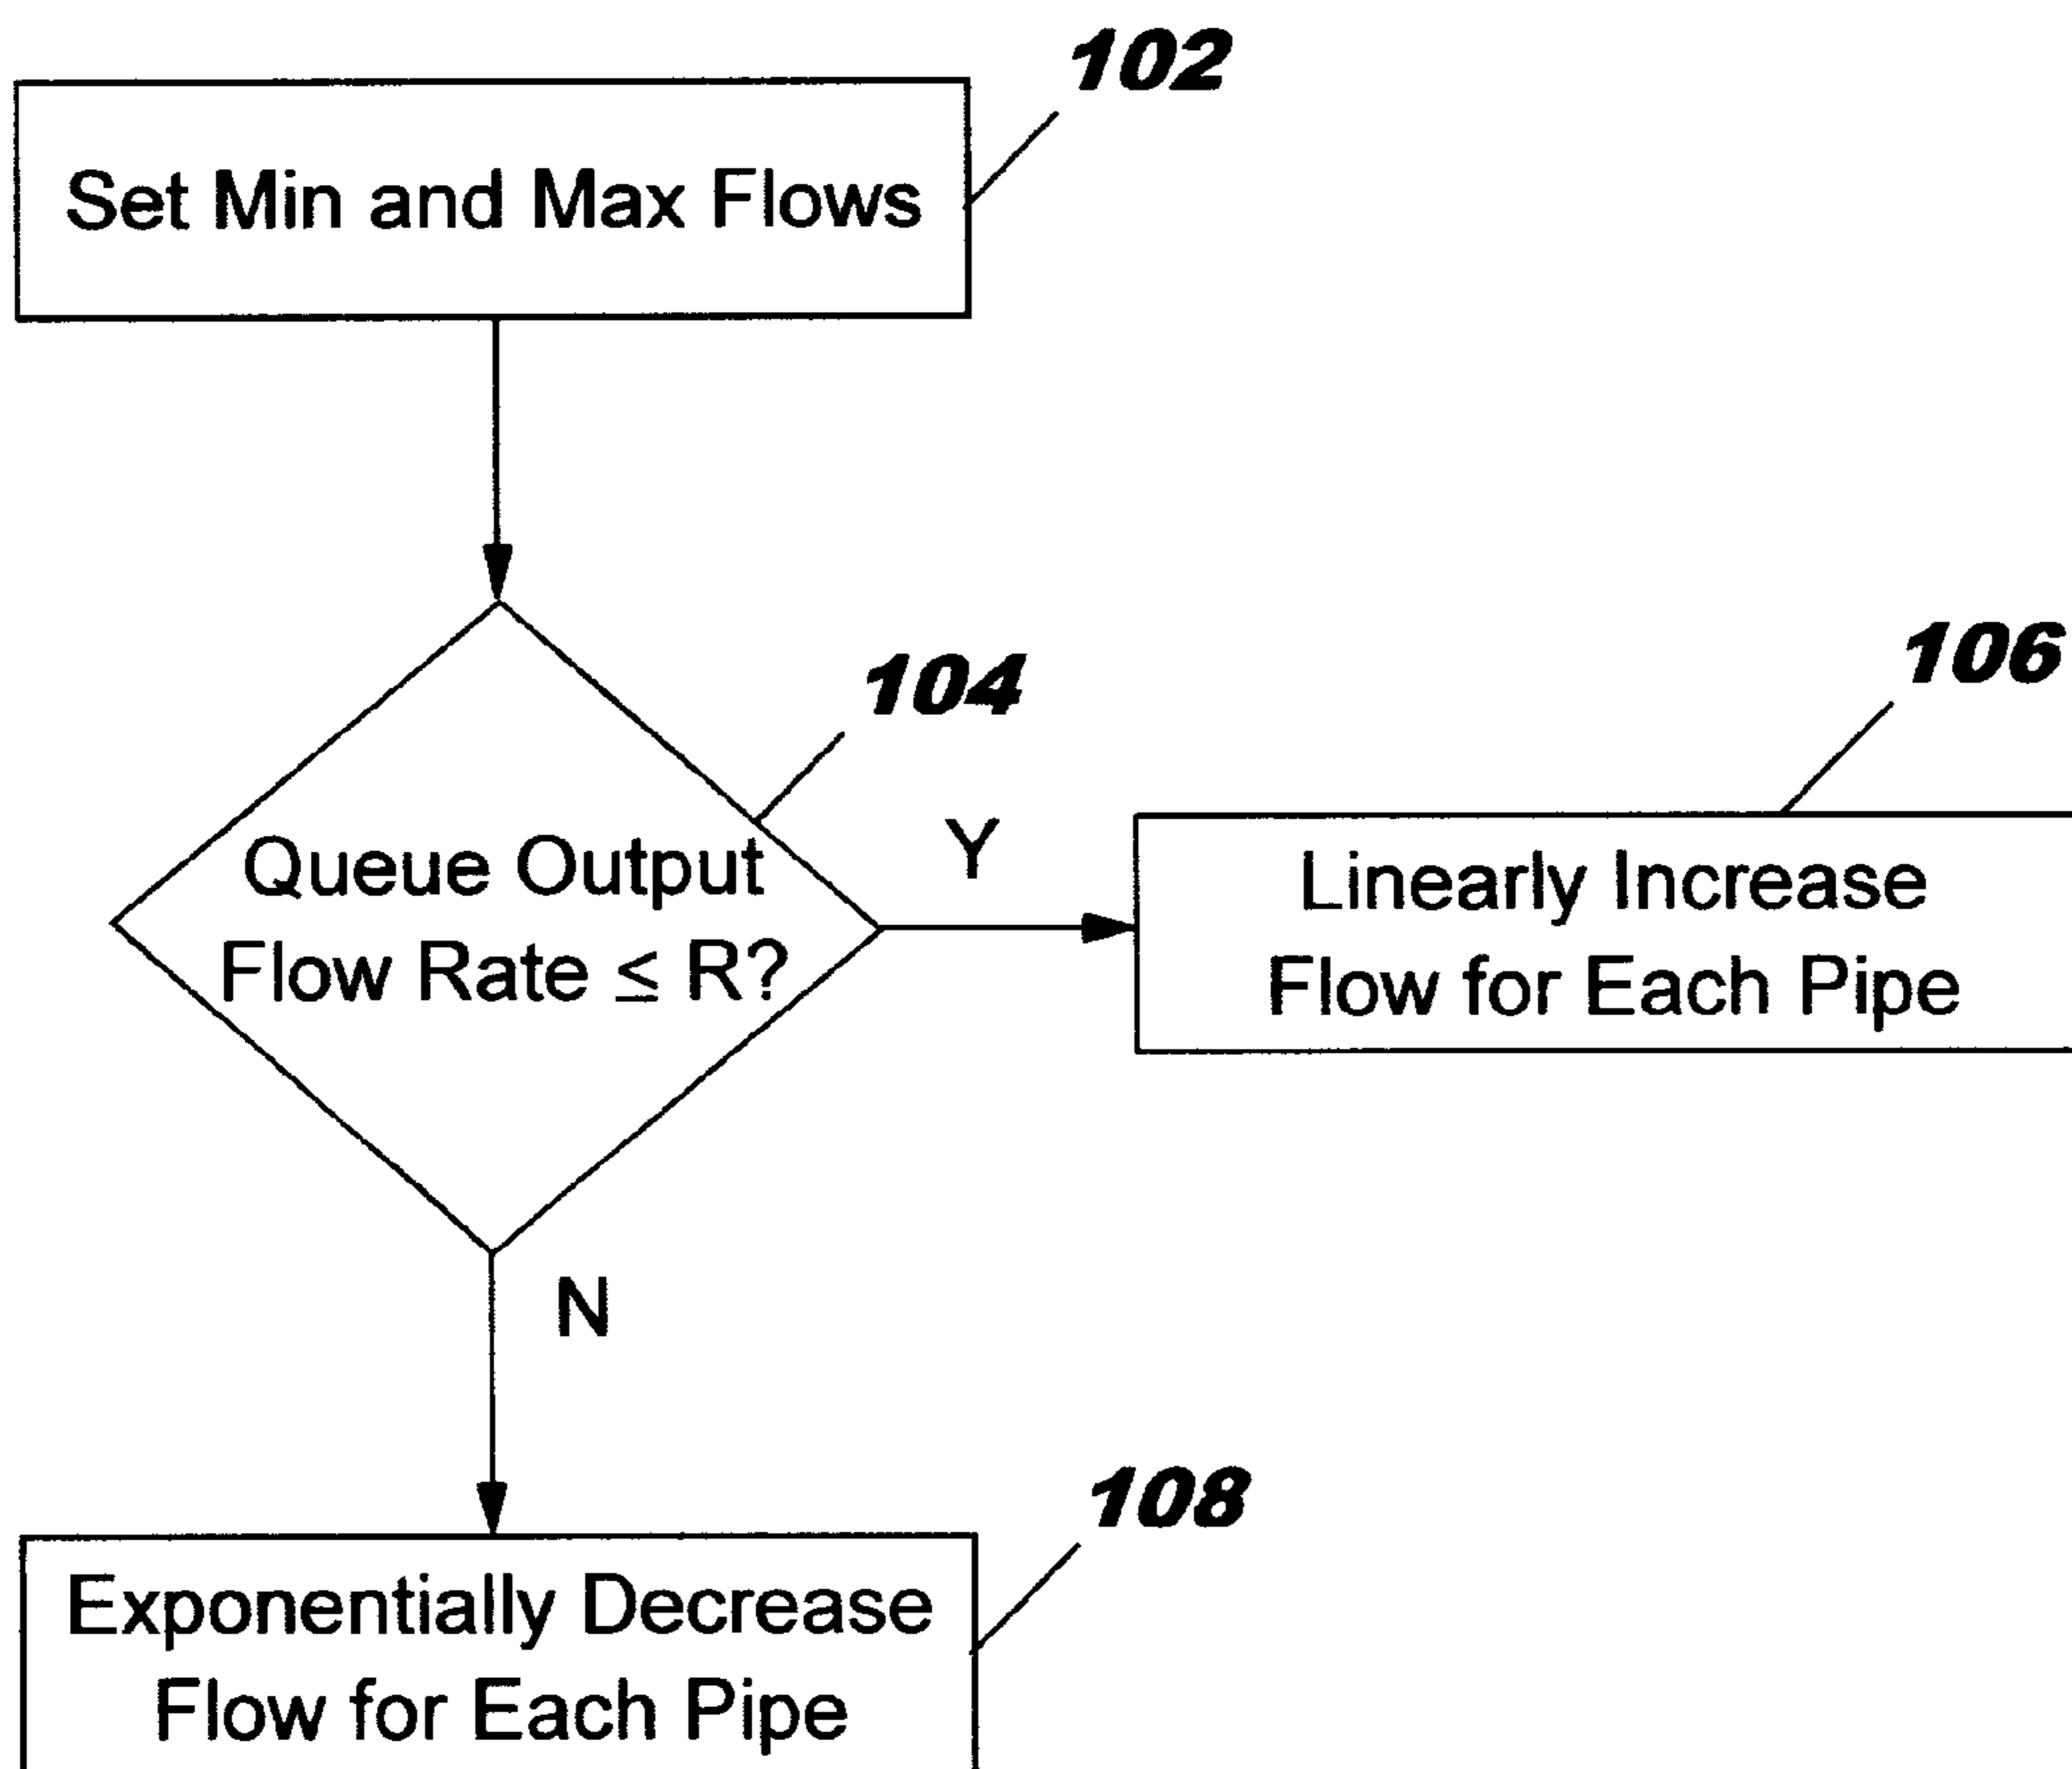 102
Set Min and Max Flows
104
106
Queue Output
Flow Rate ≤ R?
Y
Linearly Increase
Flow for Each Pipe
N
108
Exponentially Decrease
Flow for Each Pipe